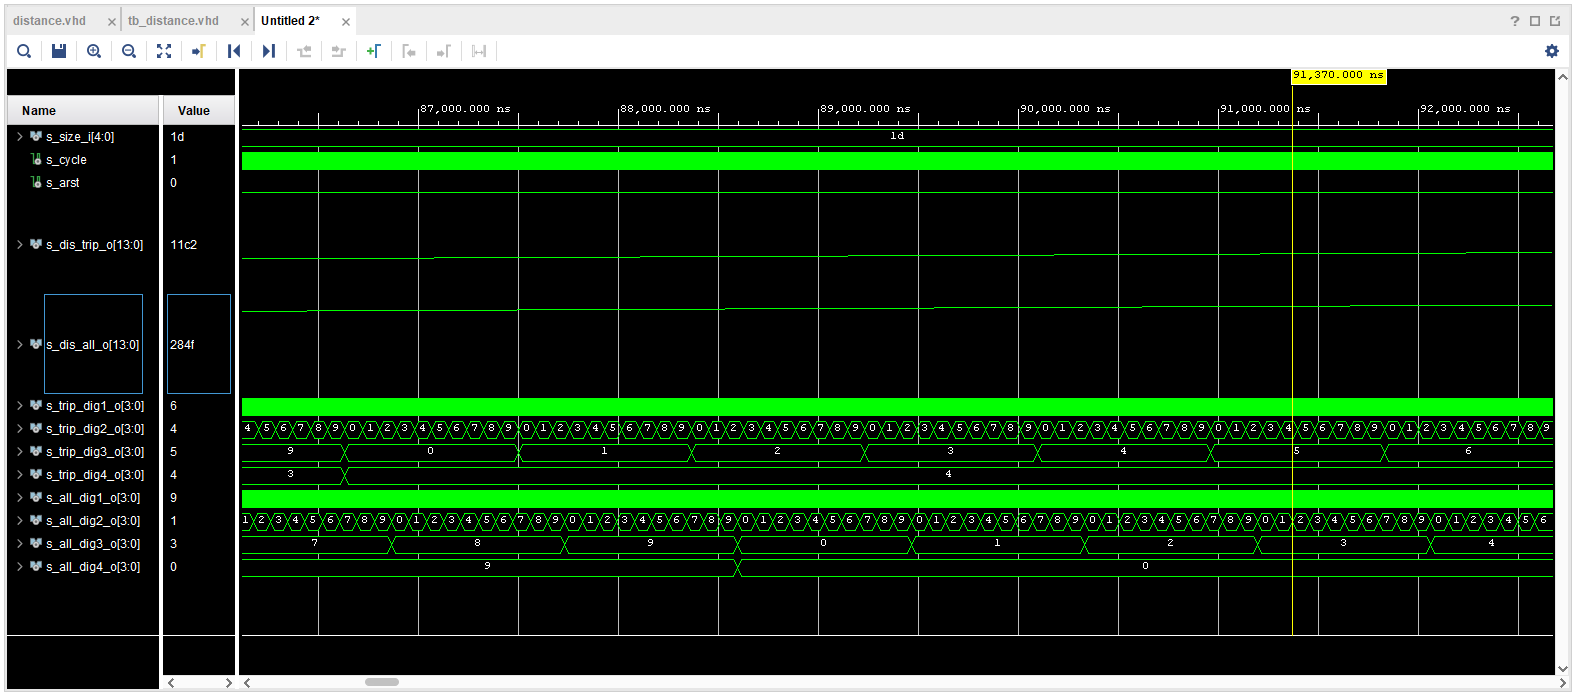 distance.vhd
tb_distance.vhd
Untitled 2*
91,370.000 ns
Name
Value
87,000.000 ns
88,000.000 ns
89,000.000 ns
90,000.000 ns
91,000.000 ns
92,000.000 ns
s_size_i[4:0] 1d 1d
s_cycle 1
s_arst 0
s_dis_trip_o[13:0] 11c2
s_dis_all_o[13:0] 284f
s_trip_dig1_o[3:0] 6
s_trip_dig2_o[3:0] 4 4 5 6 7 8 9 0 1 2 3 4 5 6 7 8 9 0 1 2 3 4 5 6 7 8 9 0 1 2 3 4 5 6 7 8 9 0 1 2 3 4 5 6 7 8 9 0 1 2 3 4 5 6 7 8 9 0 1 2 3 4 5 6 7 8 9 0 1 2 3 4 5 6 7 8 9
s_trip_dig3_o[3:0] 5 9 0 1 2 3 4 5 6
s_trip_dig4_o[3:0] 4 3 4
s_all_dig1_o[3:0] 9
s_all_dig2_o[3:0] 1 1 2 3 4 5 6 7 8 9 0 1 2 3 4 5 6 7 8 9 0 1 2 3 4 5 6 7 8 9 0 1 2 3 4 5 6 7 8 9 0 1 2 3 4 5 6 7 8 9 0 1 2 3 4 5 6 7 8 9 0 1 2 3 4 5 6 7 8 9 0 1 2 3 4 5 6
s_all_dig3_o[3:0] 3 7 8 9 0 1 2 3 4
s_all_dig4_o[3:0] 0 9 0